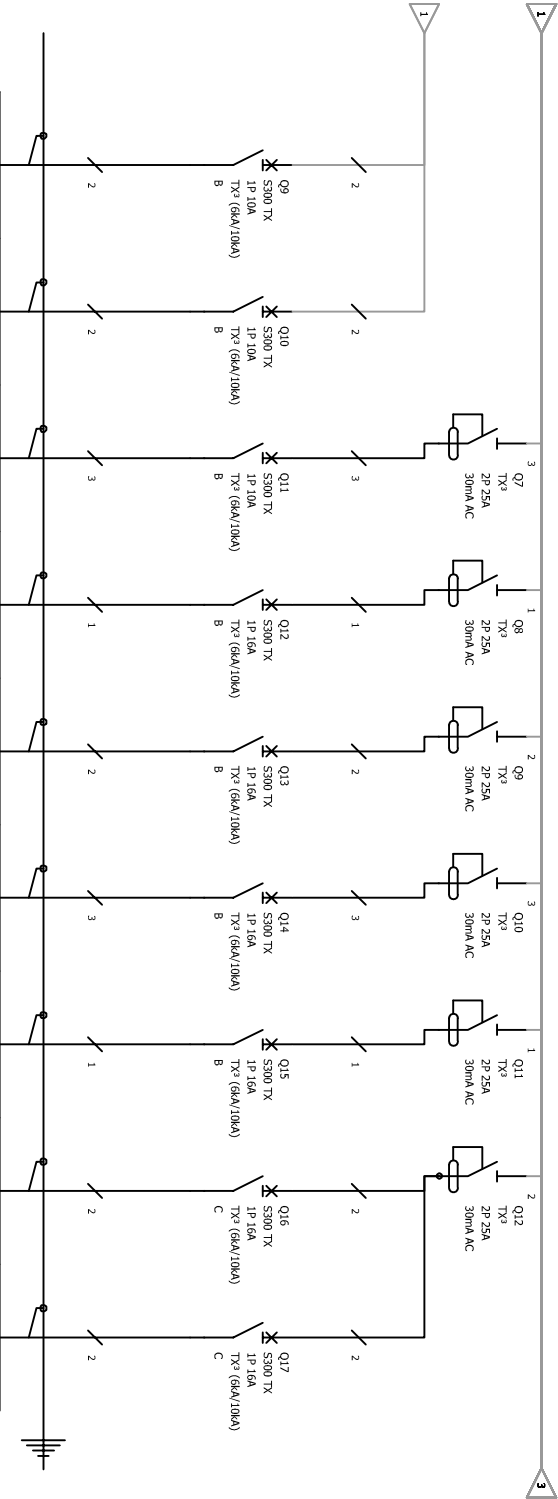 1
1
3
Q7
TX³
2P 25A
30mA AC
1
Q8
TX³
2P 25A
30mA AC
2
Q9
TX³
2P 25A
30mA AC
3
Q10
TX³
2P 25A
30mA AC
1
Q11
TX³
2P 25A
30mA AC
2
Q12
TX³
2P 25A
30mA AC
3
2
2
3
1
2
3
1
2
2
Q9
S300 TX
1P 10A
TX³ (6kA/10kA)
B
Q10
S300 TX
1P 10A
TX³ (6kA/10kA)
B
Q11
S300 TX
1P 10A
TX³ (6kA/10kA)
B
Q12
S300 TX
1P 16A
TX³ (6kA/10kA)
B
Q13
S300 TX
1P 16A
TX³ (6kA/10kA)
B
Q14
S300 TX
1P 16A
TX³ (6kA/10kA)
B
Q15
S300 TX
1P 16A
TX³ (6kA/10kA)
B
Q16
S300 TX
1P 16A
TX³ (6kA/10kA)
C
Q17
S300 TX
1P 16A
TX³ (6kA/10kA)
C
2
2
3
1
2
3
1
2
2